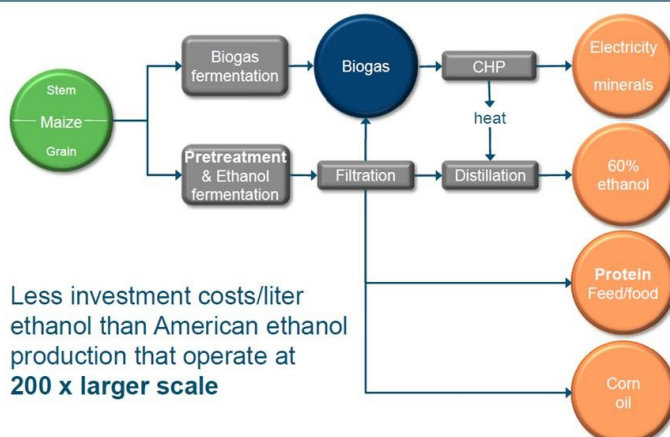 Stem
Maize
Grain
Biogas
fermentation
Biogas
CHP
Electricity
minerals
heat
Pretreatment
& Ethanol
fermentation
Filtration
Distillation
60%
ethanol
Protein
Feed/food
Corn
oil
Less investment costs/liter
ethanol than American ethanol
production that operate at
200 x larger scale